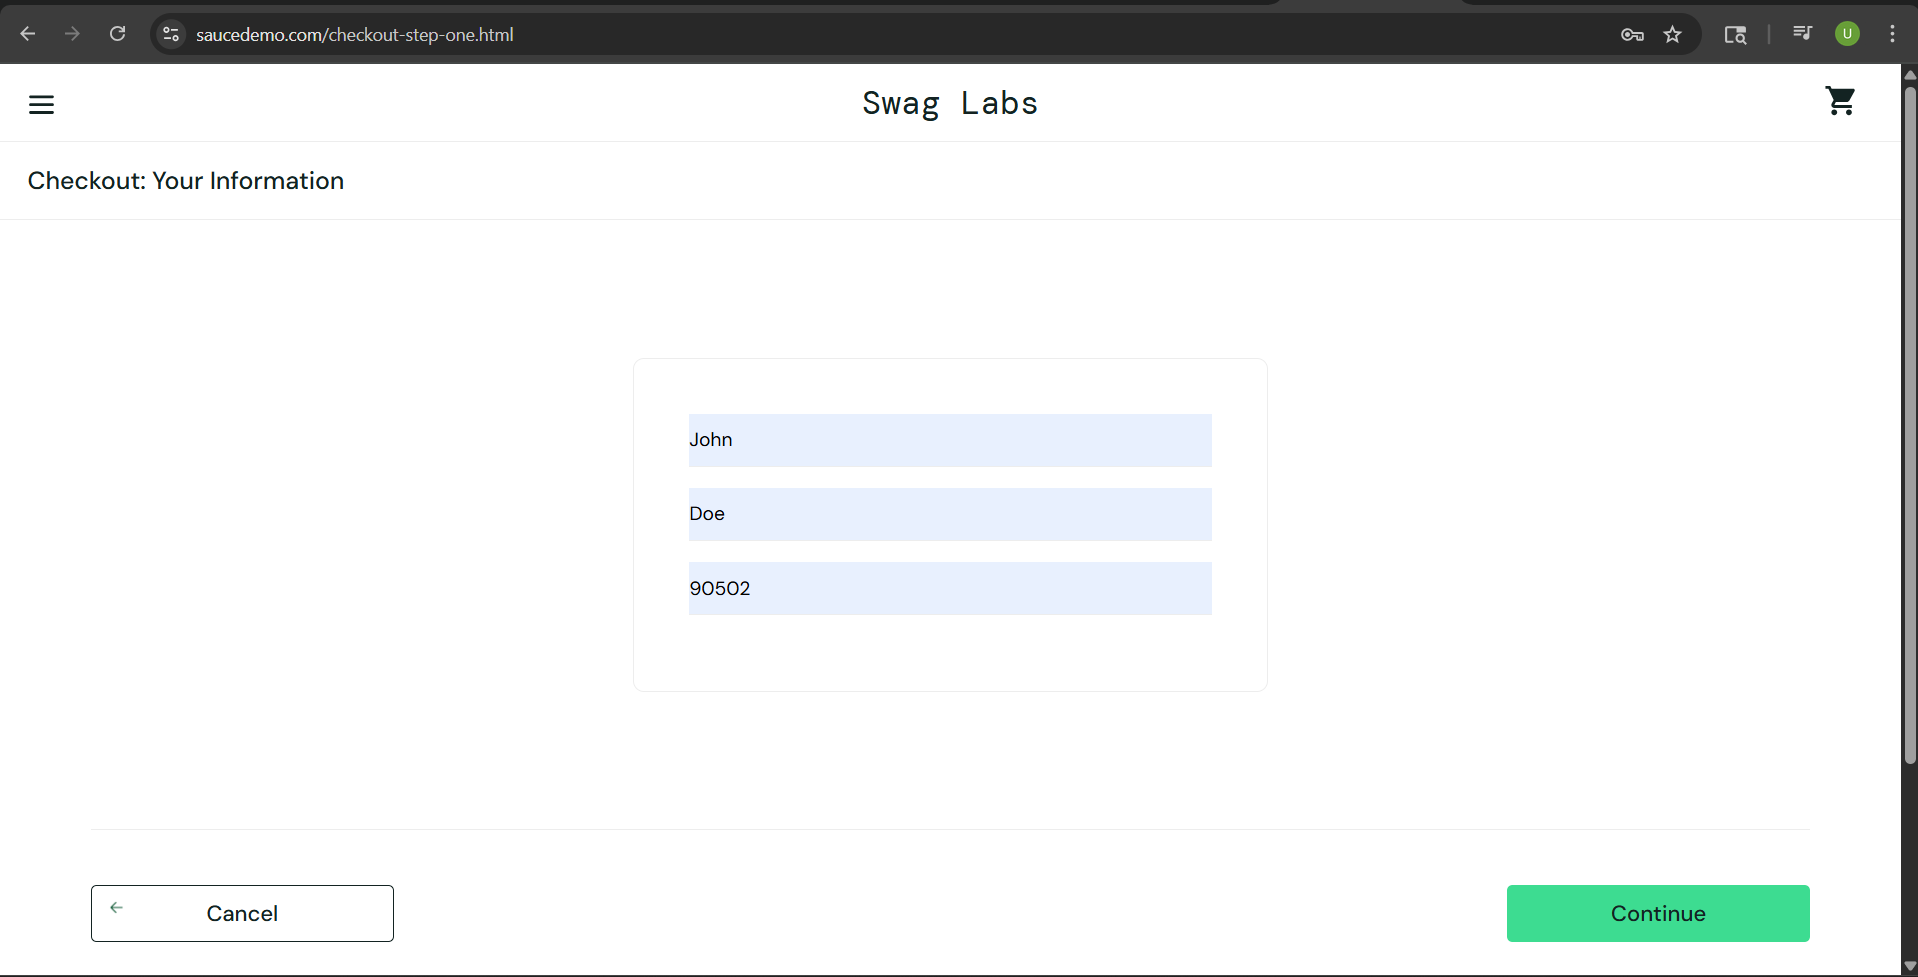 saucedemo.com/checkout-step-one.html
U
Swag Labs
Checkout: Your Information
John
Doe
90502
Cancel
Continue